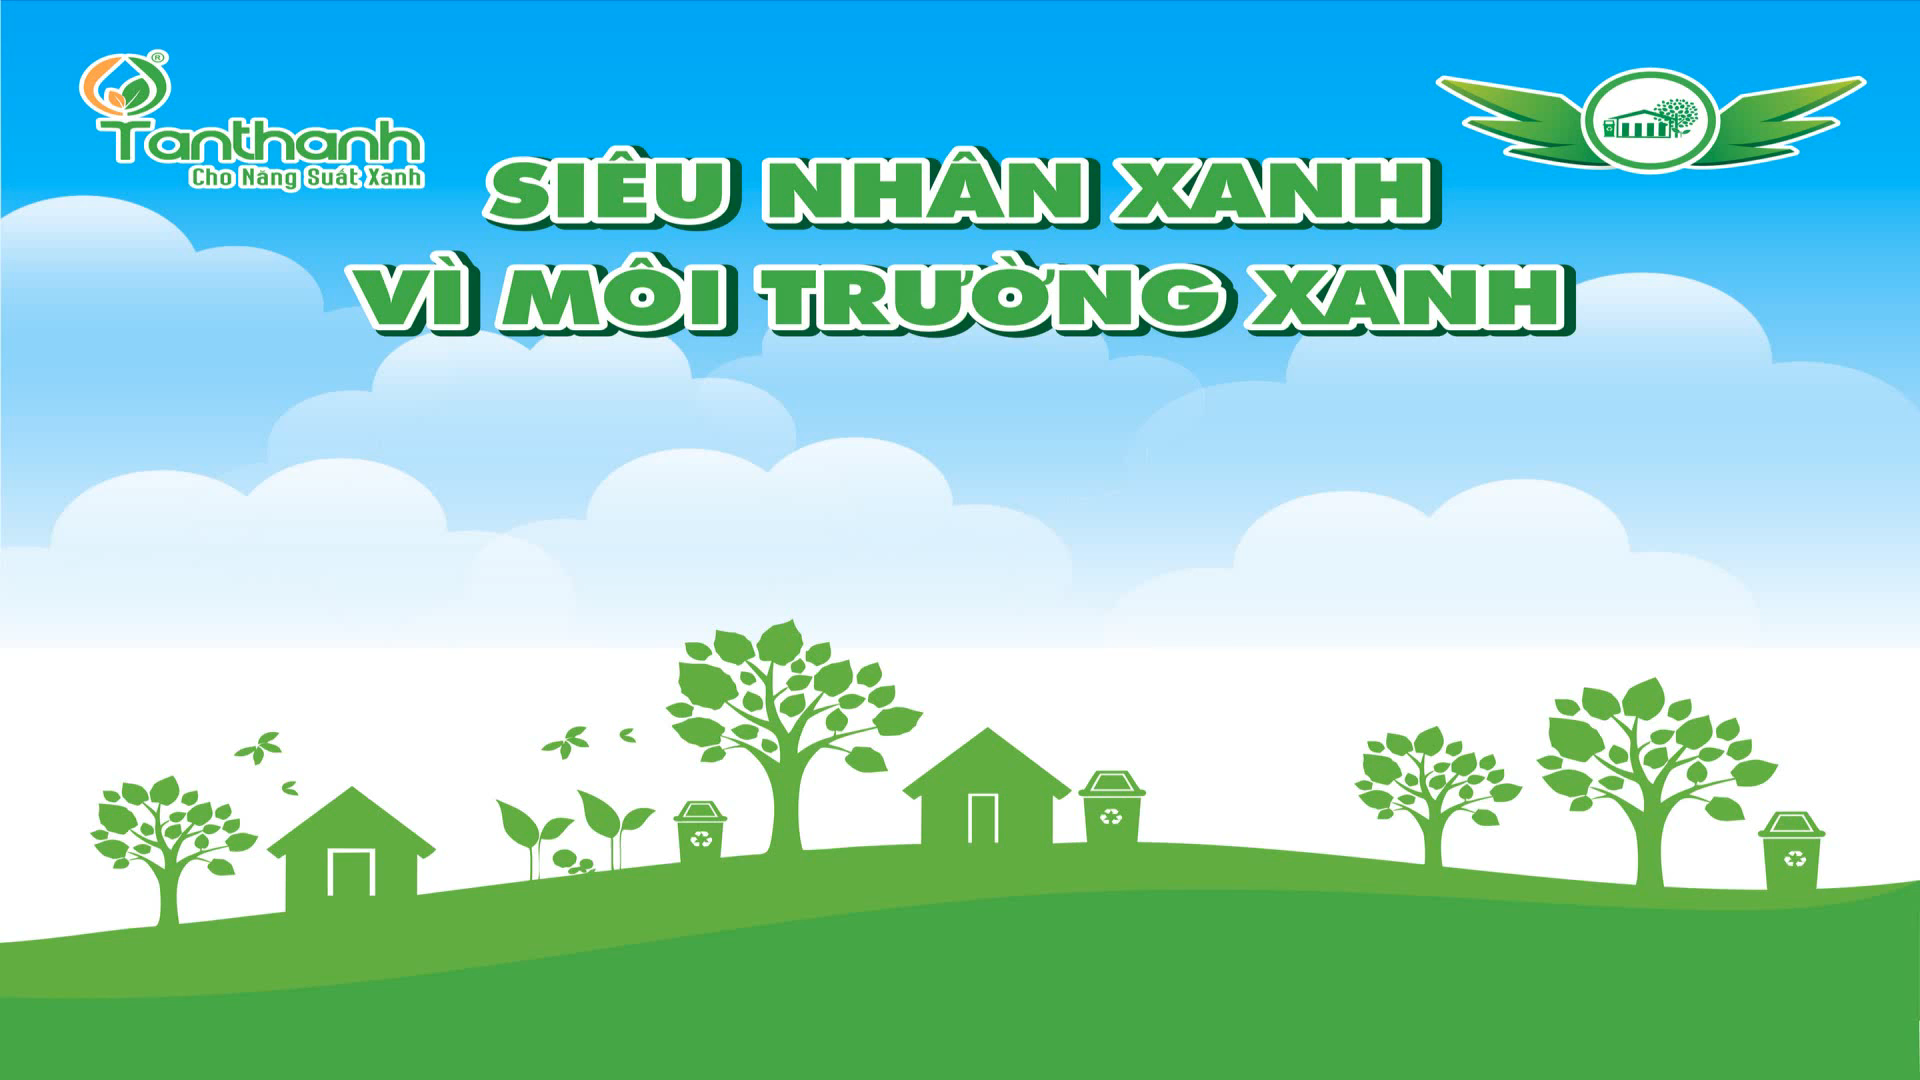 Tanthanh®
Cho Năng Suất Xanh
SIÊU NHÂN XANH
VÌ MÔI TRƯỜNG XANH